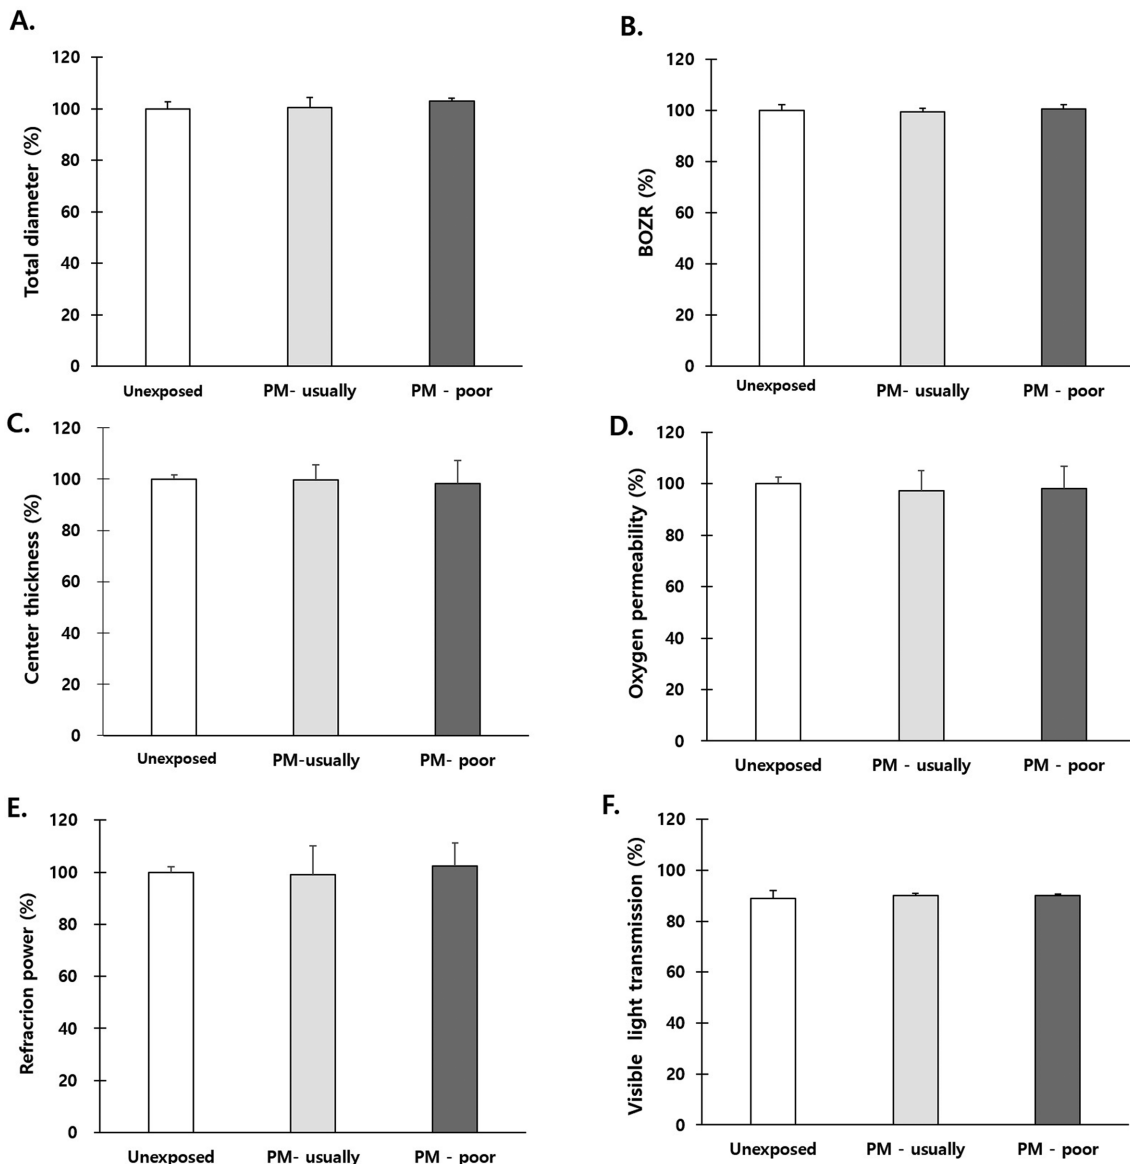 A.
120
100
80
60
40
20
0
Total diameter (%)
Unexposed PM- usually PM - poor
B.
120
100
80
60
40
20
0
BOZR (%)
Unexposed PM - usually PM - poor
C.
120
100
80
60
40
20
0
Center thickness (%)
Unexposed PM-usually PM- poor
D.
120
100
80
60
40
20
0
Oxygen permeability (%)
Unexposed PM - usually PM - poor
E.
120
100
80
60
40
20
0
Refracrion power (%)
Unexposed PM- usually PM - poor
F.
120
100
80
60
40
20
0
Visible light transmission (%)
Unexposed PM - usually PM - poor